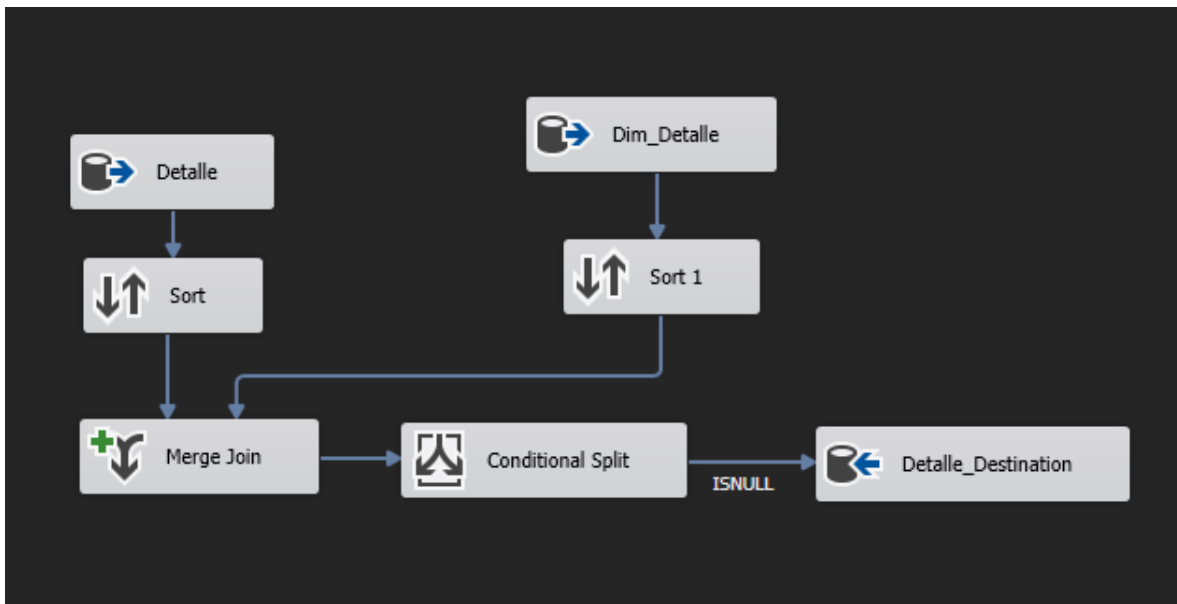 Detalle
Dim_Detalle
Sort
Sort 1
Merge Join
Conditional Split
ISNULL
Detalle_Destination